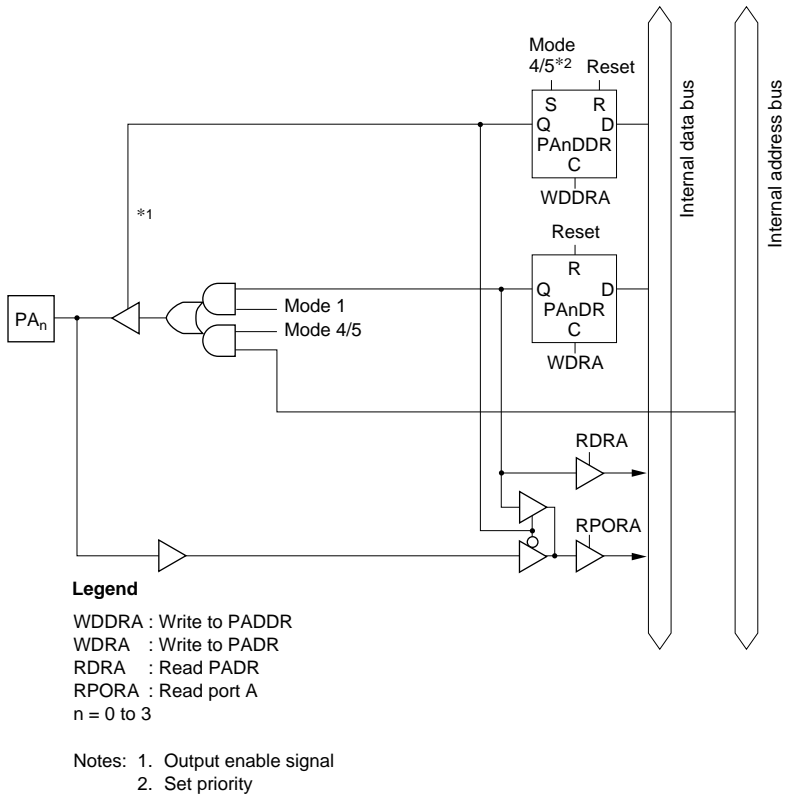 Mode
4/5*2 Reset
S R
Q D
PAnDDR
C
WDDRA
Internal data bus
Internal address bus
*1
Reset
R
Q D
PAnDR
C
WDRA
Mode 1
Mode 4/5
PAn
RDRA
RPORA
Legend
WDDRA : Write to PADDR
WDRA : Write to PADR
RDRA : Read PADR
RPORA : Read port A
n = 0 to 3
Notes: 1. Output enable signal
2. Set priority